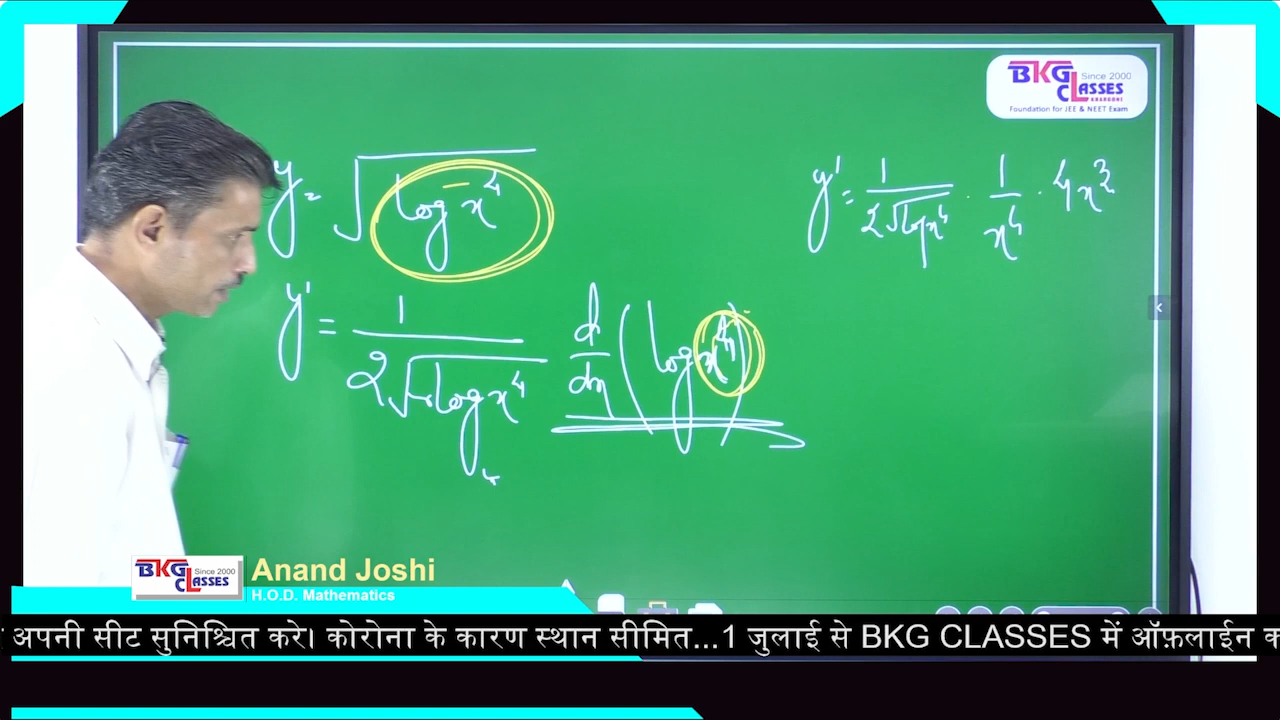 BKG CLASSES Since 2000
KHARGONE
Foundation for JEE & NEET Exam
y = √(log x⁴)
y' = 1/(2√(log x⁴)) d/dx (log x⁴)
y' = 1/(2√(log x⁴)) · 1/x⁴ · 4x³
BKG CLASSES Since 2000
Anand Joshi
H.O.D. Mathematics
अपनी सीट सुनिश्चित करे। कोरोना के कारण स्थान सीमित...1 जुलाई से BKG CLASSES में ऑफ़लाईन